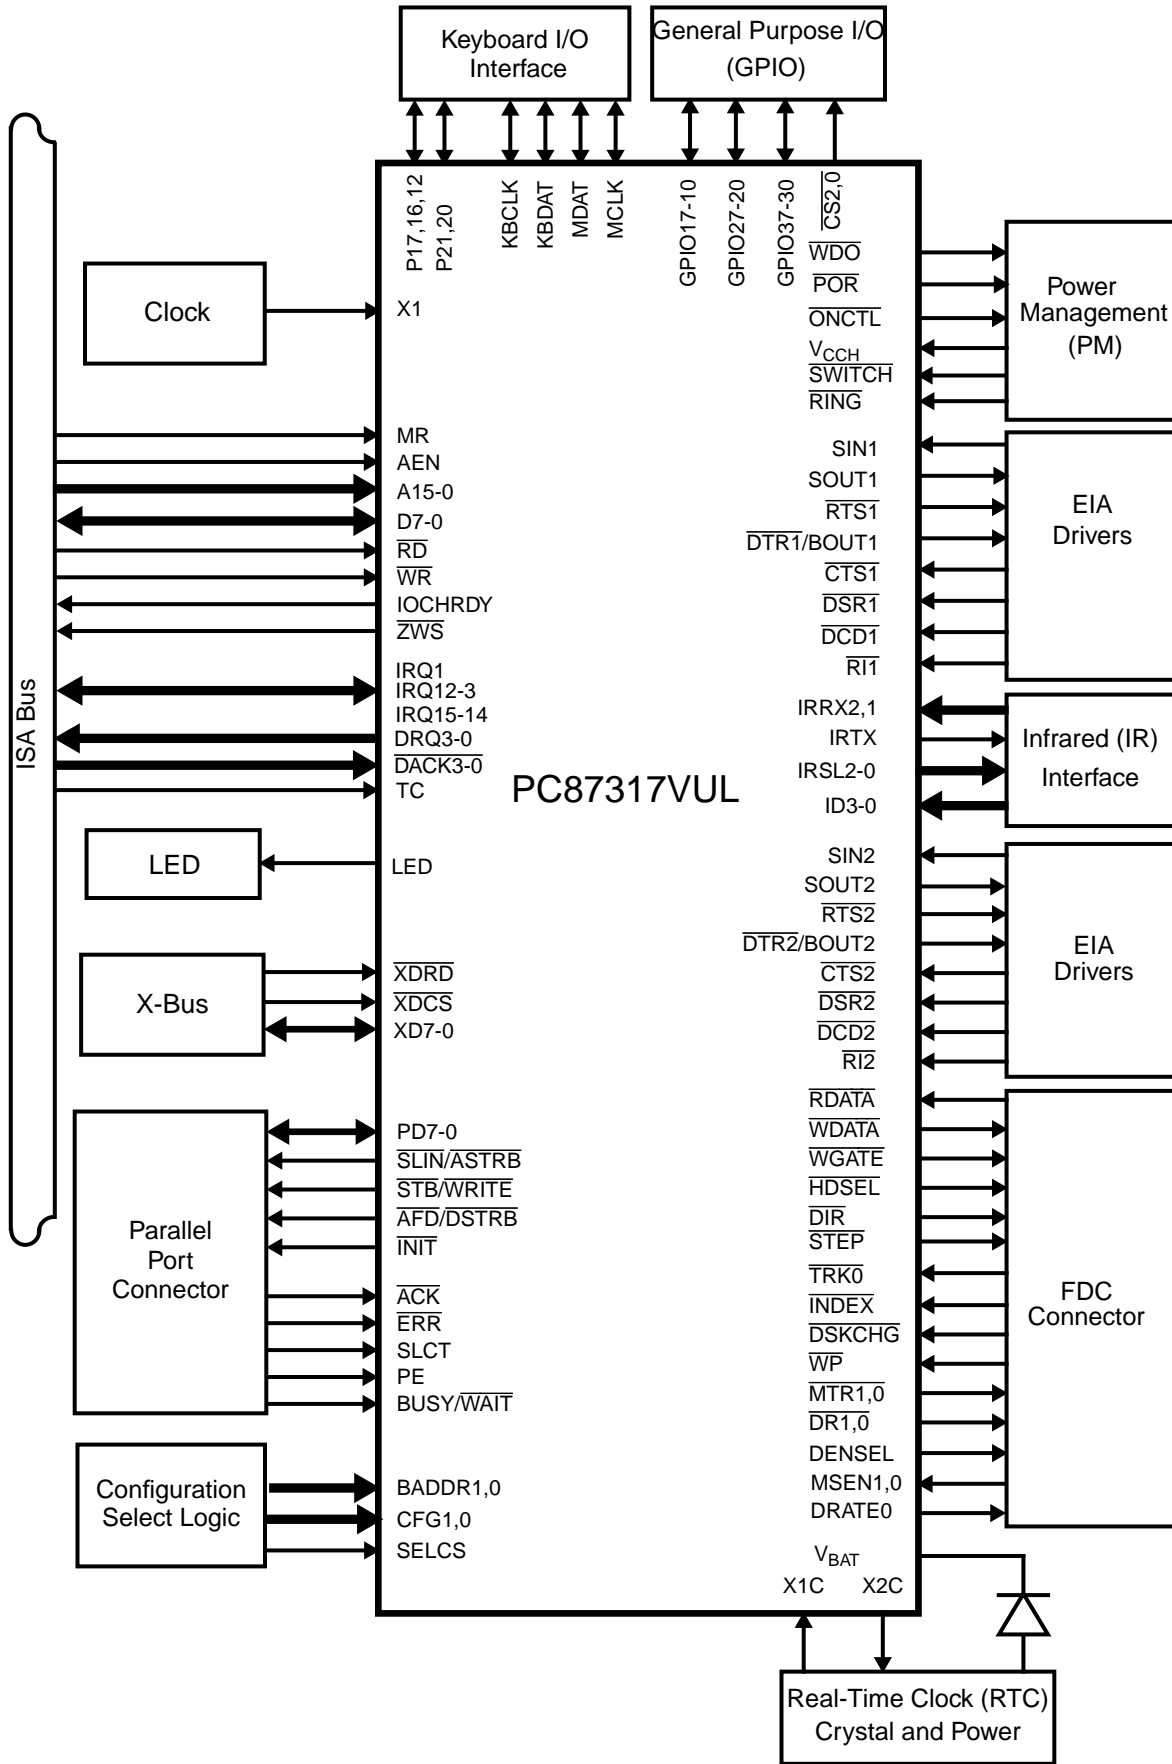 Keyboard I/O
Interface
General Purpose I/O
(GPIO)
P17,16,12
P21,20
KBCLK
KBDAT
MDAT
MCLK
GPIO17-10
GPIO27-20
GPIO37-30
CS2,0
ISA Bus
Clock
X1
MR
AEN
A15-0
D7-0
RD
WR
IOCHRDY
ZWS
IRQ1
IRQ12-3
IRQ15-14
DRQ3-0
DACK3-0
TC
LED
LED
X-Bus
XDRD
XDCS
XD7-0
Parallel
Port
Connector
PD7-0
SLIN/ASTRB
STB/WRITE
AFD/DSTRB
INIT
ACK
ERR
SLCT
PE
BUSY/WAIT
Configuration
Select Logic
BADDR1,0
CFG1,0
SELCS
PC87317VUL
WDO
POR
ONCTL
VCCH
SWITCH
RING
Power
Management
(PM)
SIN1
SOUT1
RTS1
DTR1/BOUT1
CTS1
DSR1
DCD1
RI1
EIA
Drivers
IRRX2,1
IRTX
IRSL2-0
ID3-0
Infrared (IR)
Interface
SIN2
SOUT2
RTS2
DTR2/BOUT2
CTS2
DSR2
DCD2
RI2
EIA
Drivers
RDATA
WDATA
WGATE
HDSEL
DIR
STEP
TRK0
INDEX
DSKCHG
WP
MTR1,0
DR1,0
DENSEL
MSEN1,0
DRATE0
FDC
Connector
VBAT
X1C
X2C
Real-Time Clock (RTC)
Crystal and Power